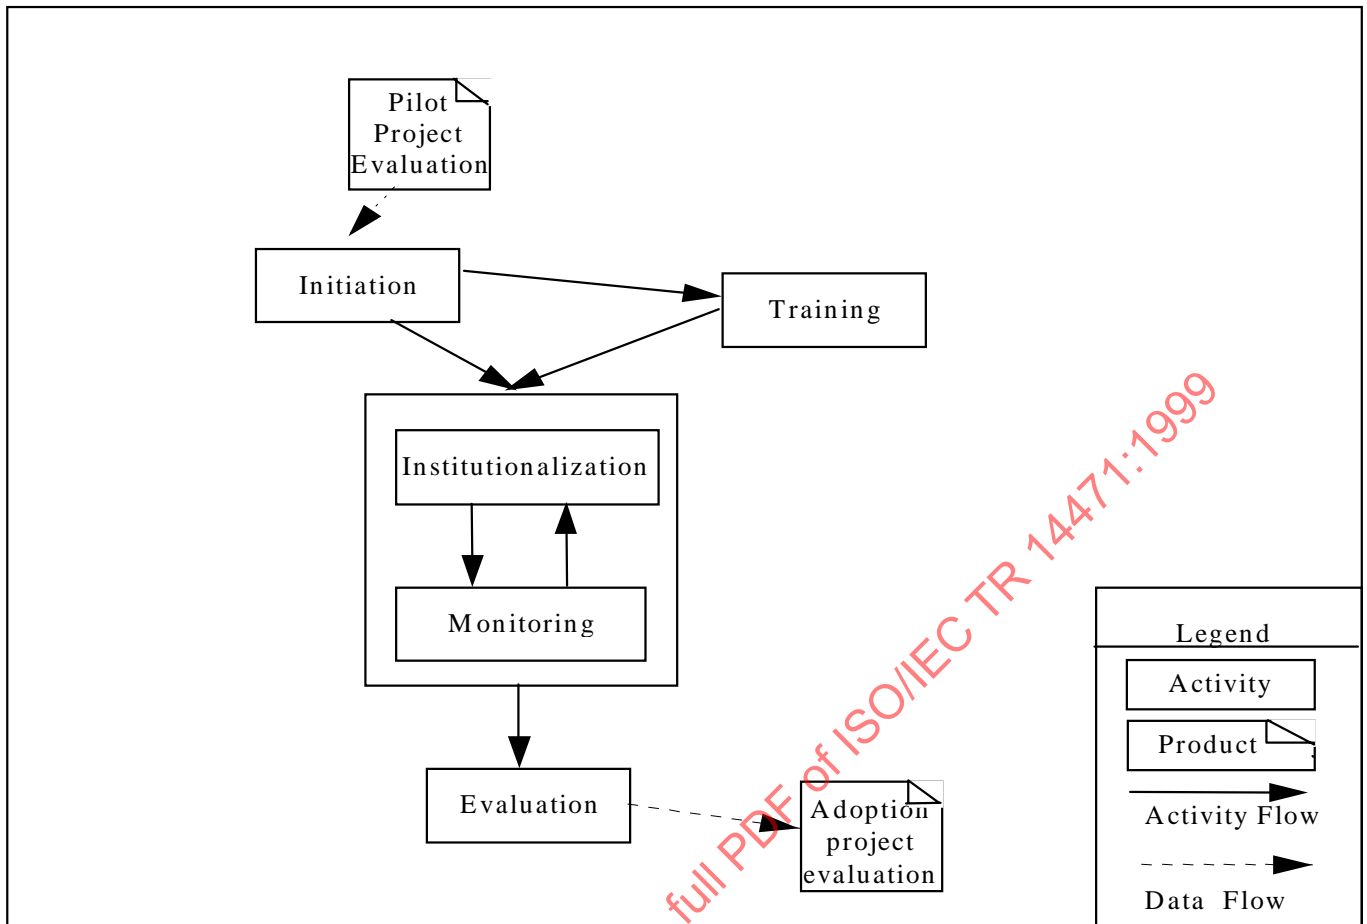 Pilot
Project
Evaluation
Initiation
Training
Institutionalization
Monitoring
Evaluation
Adoption
project
evaluation
Legend
Activity
Product
Activity Flow
Data Flow
full PDF of ISO/IEC TR 14471:1999